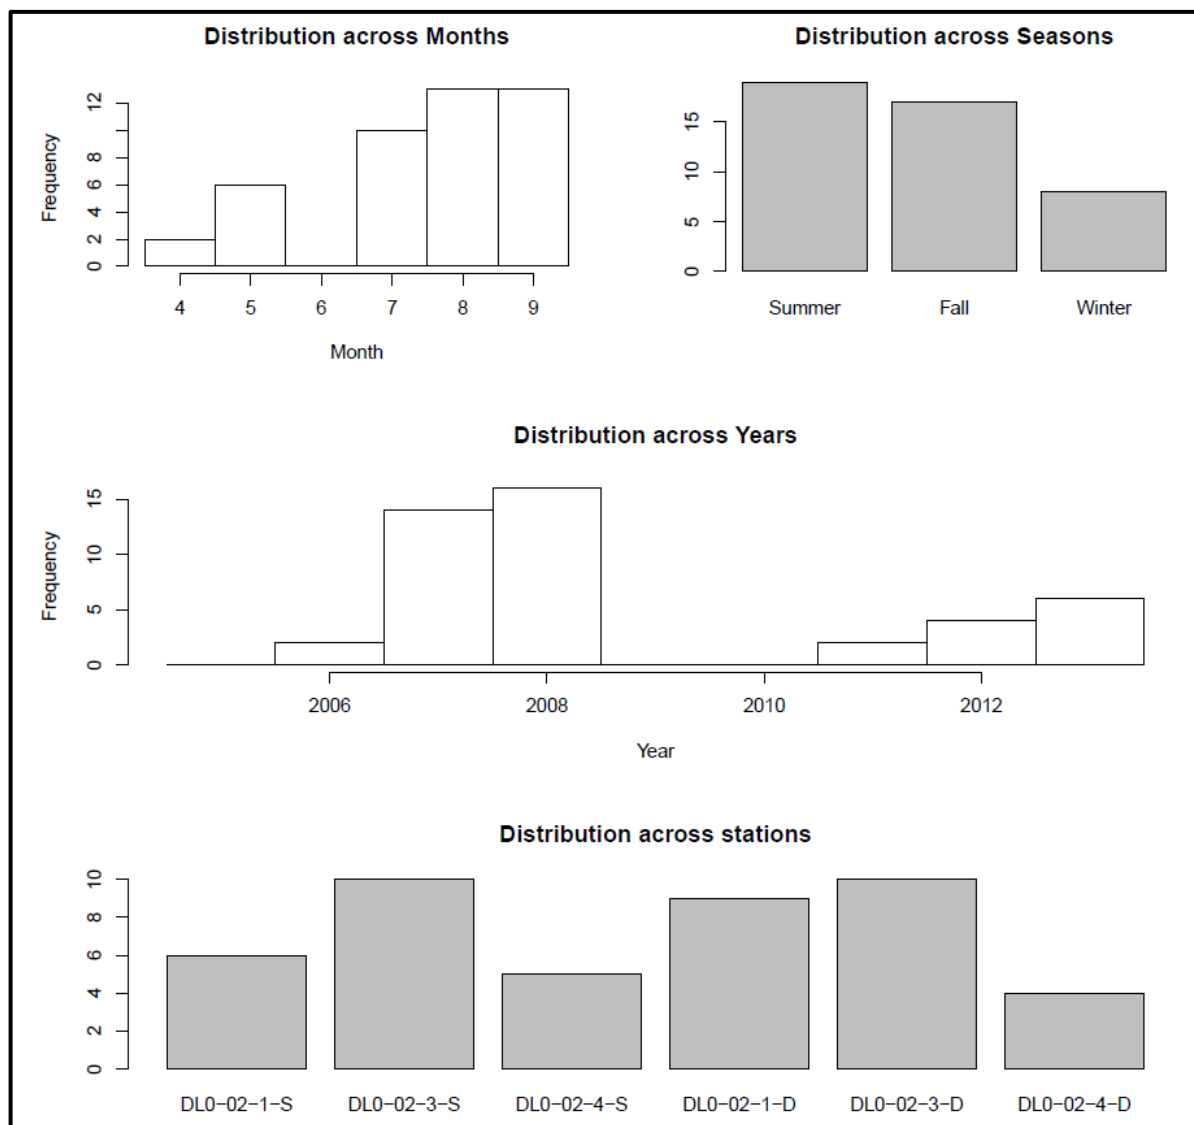 Distribution across Months
Distribution across Seasons
Frequency
0 2 4 6 8 12
4 5 6 7 8 9
Month
0 5 10 15
Summer Fall Winter
Distribution across Years
Frequency
0 5 10 15
2006 2008 2010 2012
Year
Distribution across stations
0 2 4 6 8 10
DL0-02-1-S DL0-02-3-S DL0-02-4-S DL0-02-1-D DL0-02-3-D DL0-02-4-D